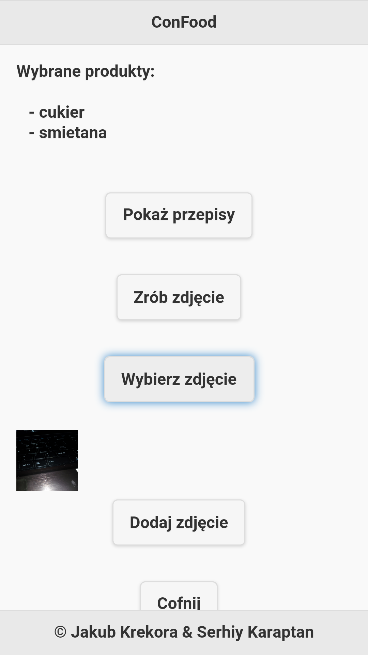 ConFood
Wybrane produkty:
- cukier
- smietana
Pokaż przepisy
Zrób zdjęcie
Wybierz zdjęcie
Dodaj zdjęcie
Cofnij
© Jakub Krekora & Serhiy Karaptan